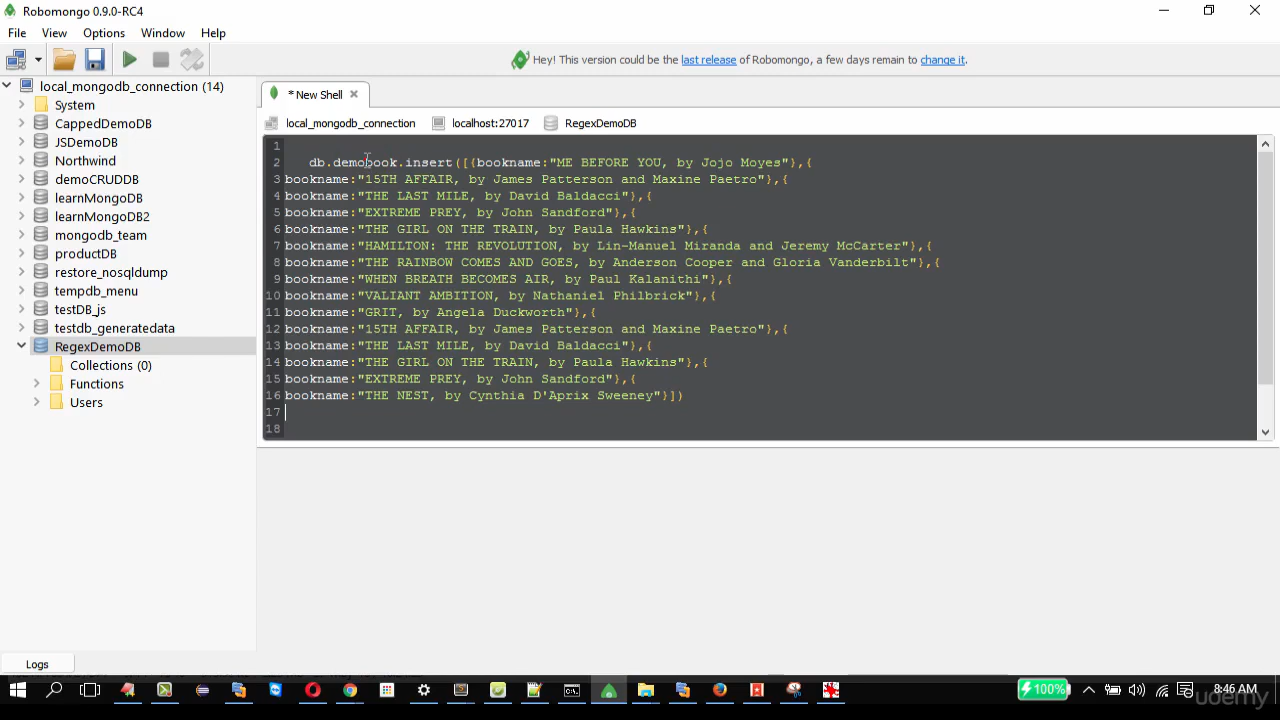 Robomongo 0.9.0-RC4
File View Options Window Help
Hey! This version could be the last release of Robomongo, a few days remain to change it.
local_mongodb_connection (14)
System
CappedDemoDB
JSDemoDB
Northwind
demoCRUDDB
learnMongoDB
learnMongoDB2
mongodb_team
productDB
restore_nosqldump
tempdb_menu
testDB_js
testdb_generatedata
RegexDemoDB
Collections (0)
Functions
Users
* New Shell
local_mongodb_connection localhost:27017 RegexDemoDB
1
2 db.demobook.insert([{bookname:"ME BEFORE YOU, by Jojo Moyes"},{
3 bookname:"15TH AFFAIR, by James Patterson and Maxine Paetro"},{
4 bookname:"THE LAST MILE, by David Baldacci"},{
5 bookname:"EXTREME PREY, by John Sandford"},{
6 bookname:"THE GIRL ON THE TRAIN, by Paula Hawkins"},{
7 bookname:"HAMILTON: THE REVOLUTION, by Lin-Manuel Miranda and Jeremy McCarter"},{
8 bookname:"THE RAINBOW COMES AND GOES, by Anderson Cooper and Gloria Vanderbilt"},{
9 bookname:"WHEN BREATH BECOMES AIR, by Paul Kalanithi"},{
10 bookname:"VALIANT AMBITION, by Nathaniel Philbrick"},{
11 bookname:"GRIT, by Angela Duckworth"},{
12 bookname:"15TH AFFAIR, by James Patterson and Maxine Paetro"},{
13 bookname:"THE LAST MILE, by David Baldacci"},{
14 bookname:"THE GIRL ON THE TRAIN, by Paula Hawkins"},{
15 bookname:"EXTREME PREY, by John Sandford"},{
16 bookname:"THE NEST, by Cynthia D'Aprix Sweeney"}])
17
18
Logs
100%
8:46 AM
udemy